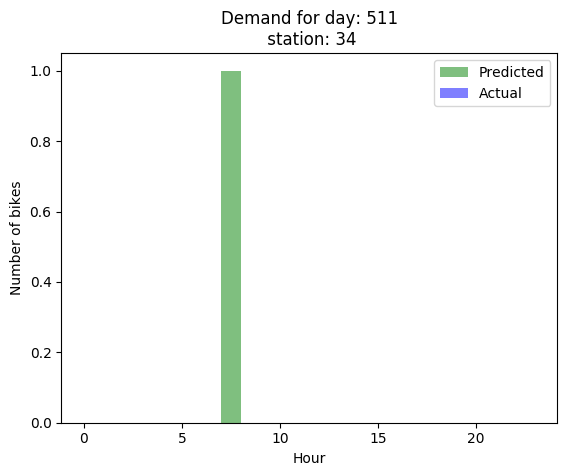 Demand for day: 511
station: 34
Predicted
Actual
Number of bikes
1.0
0.8
0.6
0.4
0.2
0.0
0
5
10
15
20
Hour